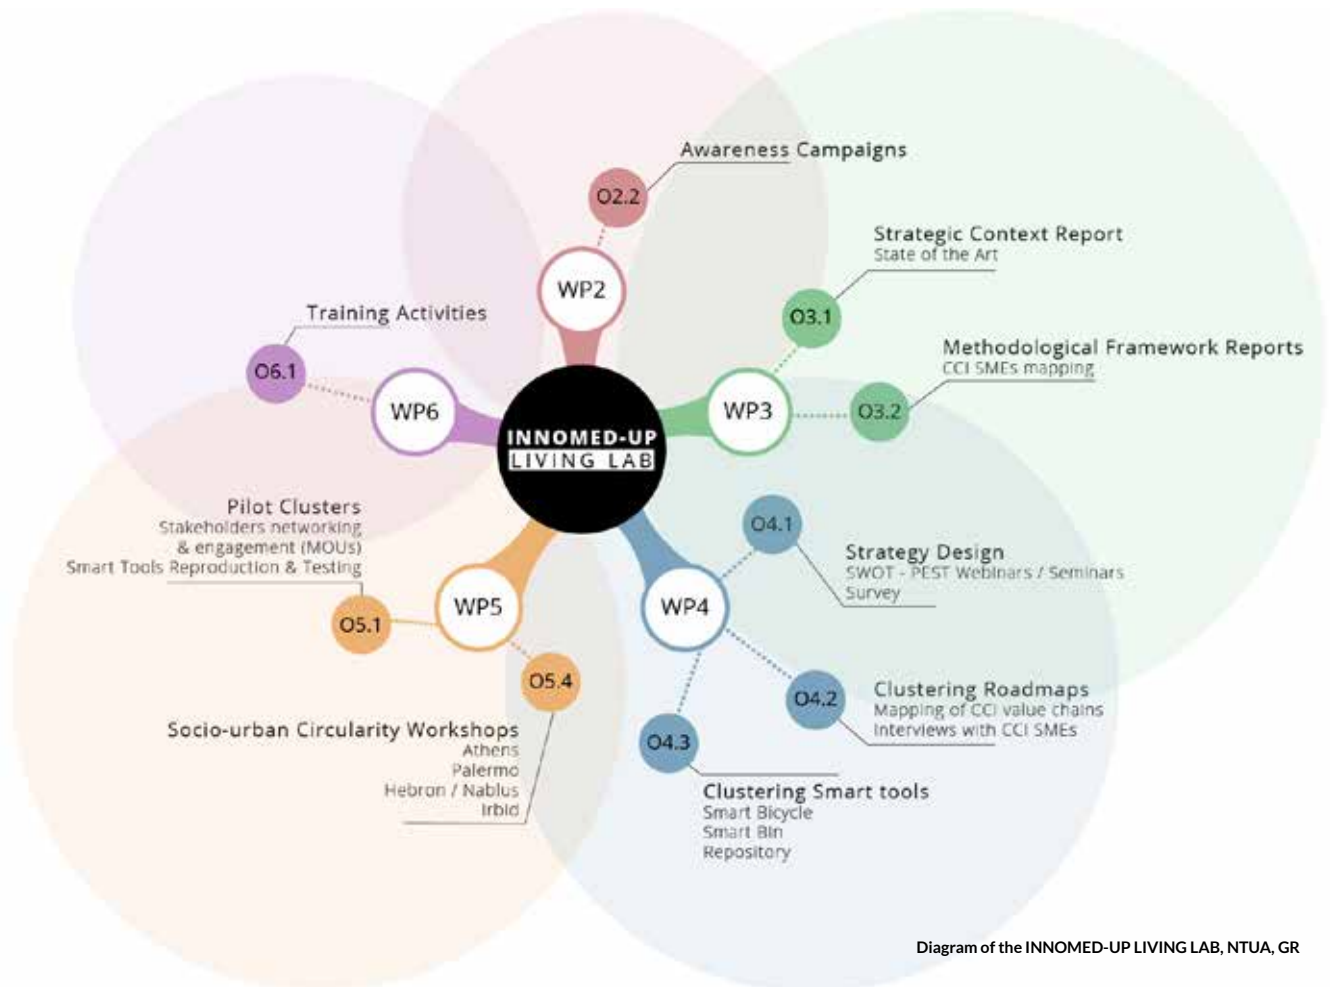 Awareness Campaigns
O2.2
WP2
Strategic Context Report
State of the Art
O3.1
Methodological Framework Reports
CCI SMEs mapping
O3.2
WP3
Training Activities
O6.1
WP6
INNOMED-UP
LIVING LAB
Pilot Clusters
Stakeholders networking
& engagement (MOUs)
Smart Tools Reproduction & Testing
O5.1
WP5
O5.4
Socio-urban Circularity Workshops
Athens
Palermo
Hebron / Nablus
Irbid
WP4
O4.1
Strategy Design
SWOT - PEST Webinars / Seminars
Survey
O4.2
Clustering Roadmaps
Mapping of CCI value chains
Interviews with CCI SMEs
O4.3
Clustering Smart tools
Smart Bicycle
Smart Bin
Repository
Diagram of the INNOMED-UP LIVING LAB, NTUA, GR